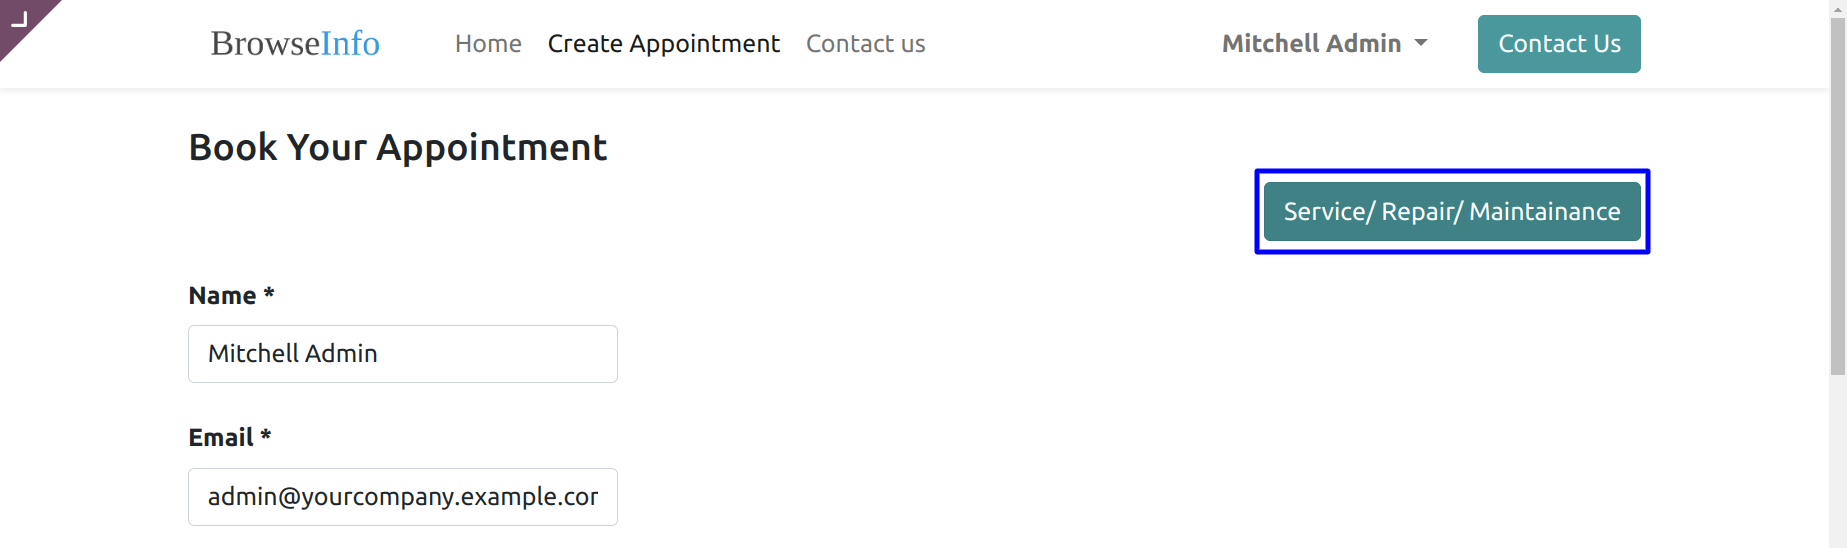 BrowseInfo Home Create Appointment Contact us Mitchell Admin Contact Us
Book Your Appointment
Service/ Repair/ Maintainance
Name *
Mitchell Admin
Email *
admin@yourcompany.example.cor